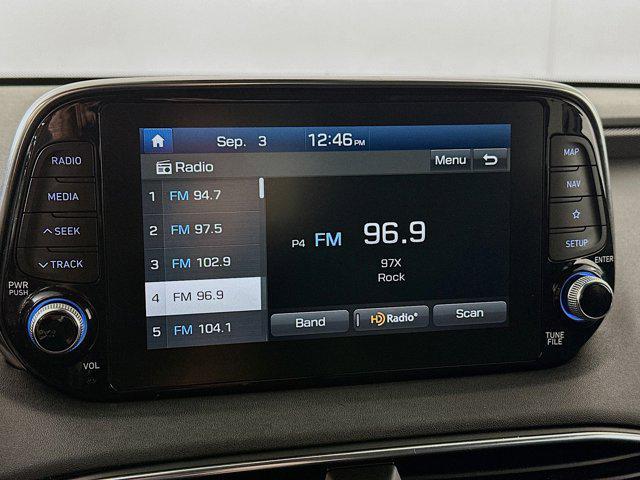 Sep. 3 12:46 PM
Radio Menu
1 FM 94.7
2 FM 97.5
3 FM 102.9
4 FM 96.9
5 FM 104.1
P4 FM 96.9
97X
Rock
Band HD Radio Scan
RADIO
MEDIA
SEEK
TRACK
PWR
PUSH
VOL
MAP
NAV
SETUP
ENTER
TUNE
FILE